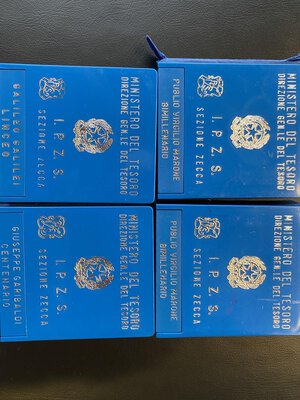 MINISTERO DEL TESORO
DIREZIONE GEN.LE DEL TESORO
I. P. Z. S.
SEZIONE ZECCA
GALILEO GALILEI
LINCEO
MINISTERO DEL TESORO
DIREZIONE GEN.LE DEL TESORO
I. P. Z. S.
SEZIONE ZECCA
PUBLIO VIRGILIO MARONE
BIMILLENARIO
MINISTERO DEL TESORO
DIREZIONE GEN.LE DEL TESORO
I. P. Z. S.
SEZIONE ZECCA
GIUSEPPE GARIBALDI
CENTENARIO
MINISTERO DEL TESORO
DIREZIONE GEN.LE DEL TESORO
I. P. Z. S.
SEZIONE ZECCA
PUBLIO VIRGILIO MARONE
BIMILLENARIO